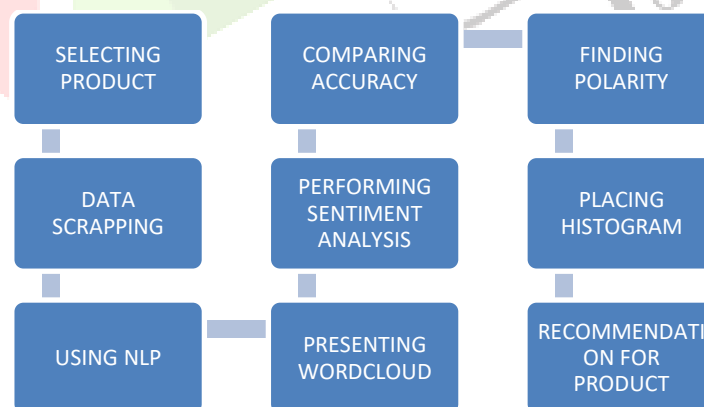 SELECTING
PRODUCT
DATA
SCRAPPING
USING NLP
PRESENTING
WORDCLOUD
PERFORMING
SENTIMENT
ANALYSIS
COMPARING
ACCURACY
FINDING
POLARITY
PLACING
HISTOGRAM
RECOMMENDATI
ON FOR
PRODUCT